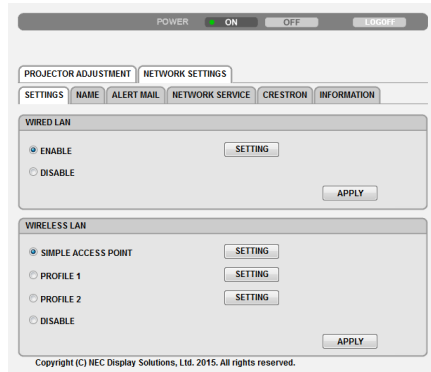 POWER ON OFF LOGOFF
PROJECTOR ADJUSTMENT NETWORK SETTINGS
SETTINGS NAME ALERT MAIL NETWORK SERVICE CRESTRON INFORMATION
WIRED LAN
ENABLE SETTING
DISABLE
APPLY
WIRELESS LAN
SIMPLE ACCESS POINT SETTING
PROFILE 1 SETTING
PROFILE 2 SETTING
DISABLE
APPLY
Copyright (C) NEC Display Solutions, Ltd. 2015. All rights reserved.